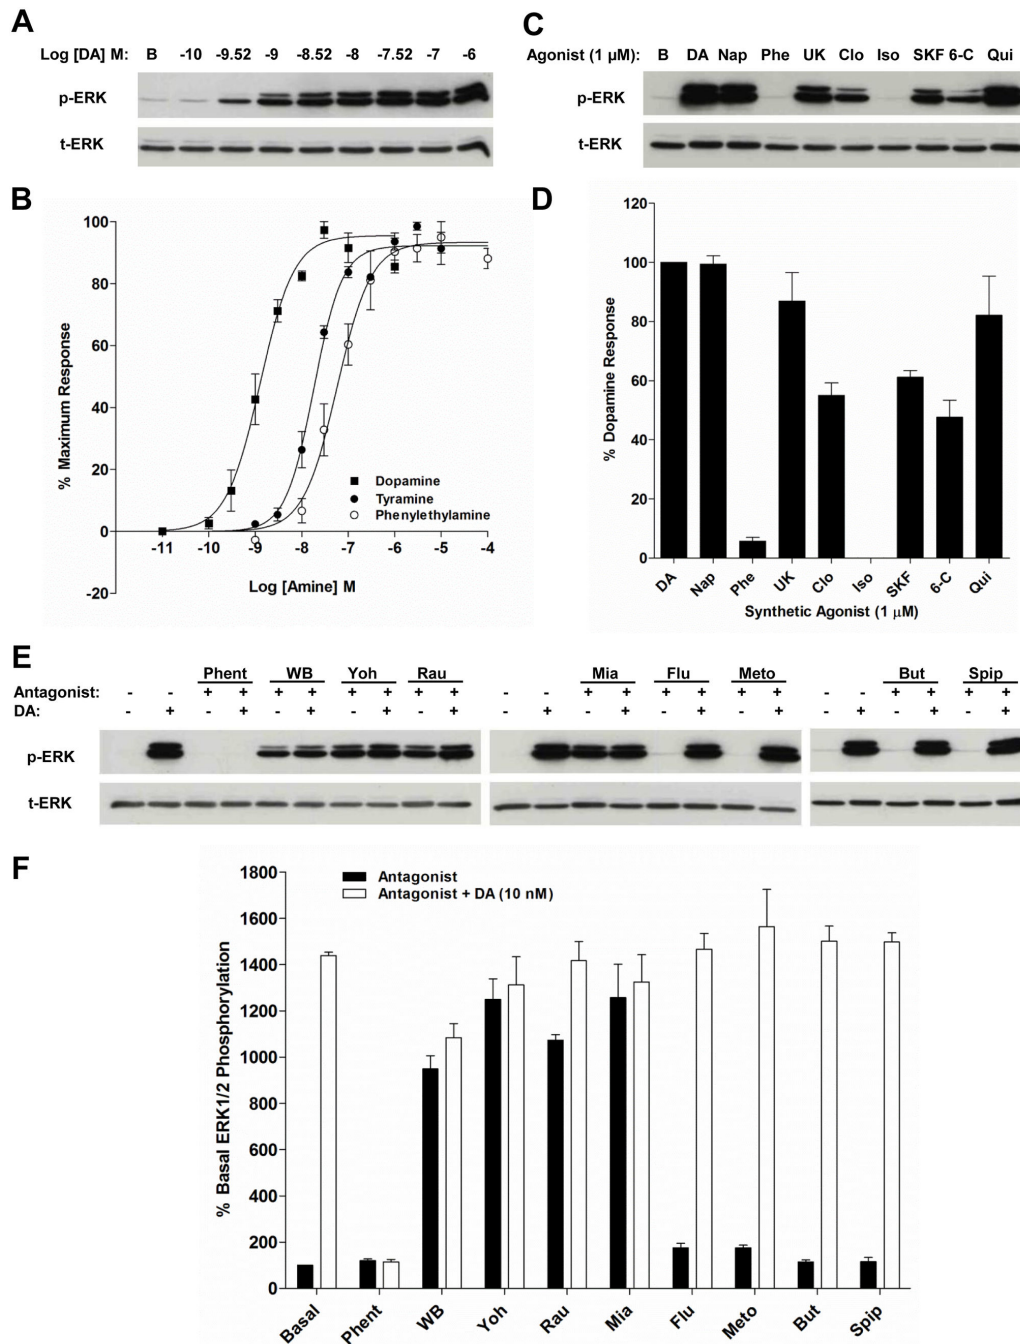 A
Log [DA] M: B -10 -9.52 -9 -8.52 -8 -7.52 -7 -6
p-ERK
t-ERK
C
Agonist (1 µM): B DA Nap Phe UK Clo Iso SKF 6-C Qui
p-ERK
t-ERK
B
% Maximum Response
100
80
60
40
20
0
-20
-11 -10 -9 -8 -7 -6 -5 -4
Dopamine
Tyramine
Phenylethylamine
Log [Amine] M
D
% Dopamine Response
120
100
80
60
40
20
0
DA Nap Phe UK Clo Iso SKF 6-C Qui
Synthetic Agonist (1 µM)
E
Phent WB Yoh Rau Mia Flu Meto But Spip
Antagonist: - - + + + + + + + + - - + + + + + + - - + + + +
DA: - + - + - + - + - + - + - + - + - + - + - + - +
p-ERK
t-ERK
F
% Basal ERK1/2 Phosphorylation
1800
1600
1400
1200
1000
800
600
400
200
0
Antagonist
Antagonist + DA (10 nM)
Basal Phent WB Yoh Rau Mia Flu Meto But Spip